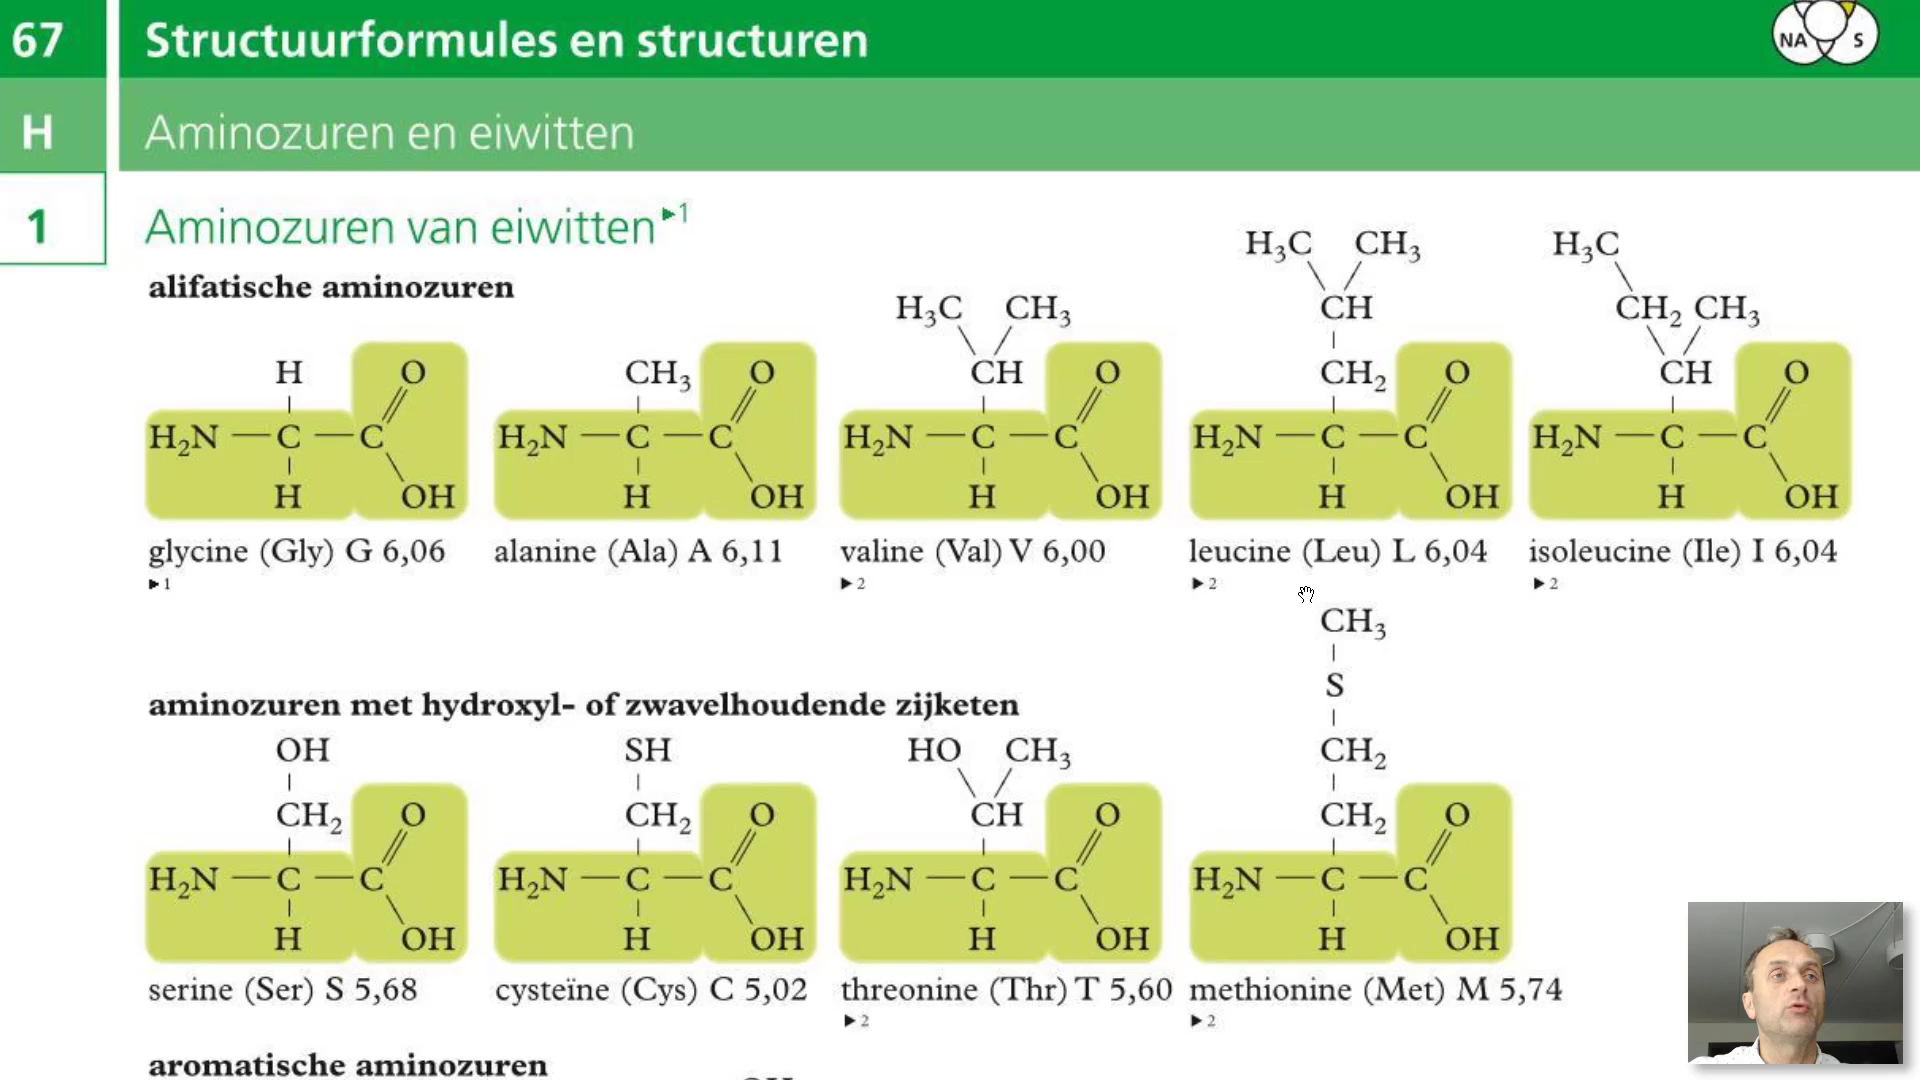 67 Structuurformules en structuren NA S
H Aminozuren en eiwitten
1 Aminozuren van eiwitten ▸1
alifatische aminozuren
H₃C CH₃ H₃C
H₃C CH₃ CH CH₂ CH₃
H O CH₃ O CH O CH₂ O CH O
H₂N — C — C H₂N — C — C H₂N — C — C H₂N — C — C H₂N — C — C
H OH H OH H OH H OH H OH
glycine (Gly) G 6,06 alanine (Ala) A 6,11 valine (Val) V 6,00 leucine (Leu) L 6,04 isoleucine (Ile) I 6,04
▸1 ▸2 ▸2 ▸2
CH₃
S
aminozuren met hydroxyl- of zwavelhoudende zijketen
OH SH HO CH₃ CH₂
CH₂ O CH₂ O CH O CH₂ O
H₂N — C — C H₂N — C — C H₂N — C — C H₂N — C — C
H OH H OH H OH H OH
serine (Ser) S 5,68 cysteïne (Cys) C 5,02 threonine (Thr) T 5,60 methionine (Met) M 5,74
▸2 ▸2
aromatische aminozuren